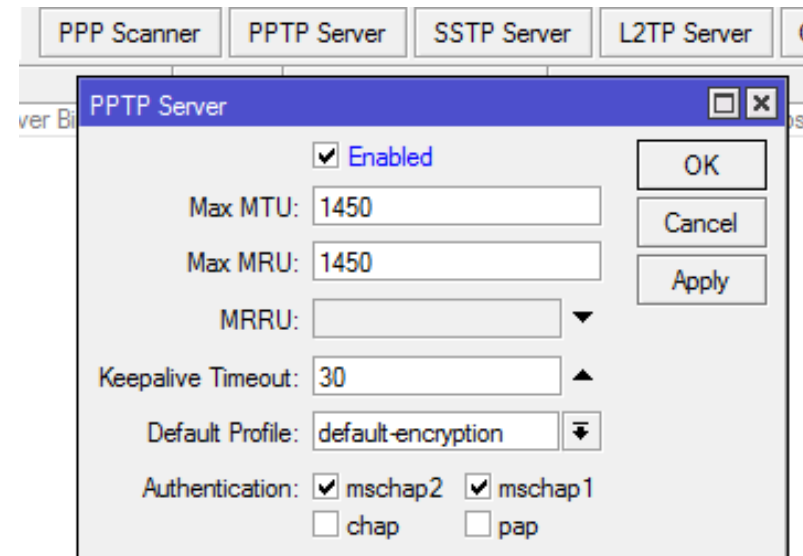 PPP Scanner PPTP Server SSTP Server L2TP Server
PPTP Server
Enabled
OK
Max MTU: 1450
Cancel
Max MRU: 1450
Apply
MRRU:
Keepalive Timeout: 30
Default Profile: default-encryption
Authentication: mschap2 mschap1
chap pap